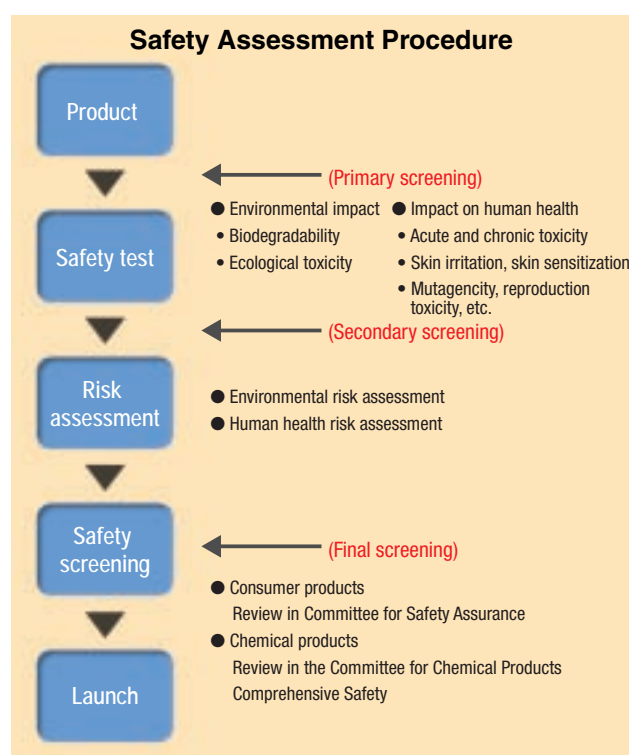 Safety Assessment Procedure
Product
(Primary screening)
Safety test
● Environmental impact
• Biodegradability
• Ecological toxicity
● Impact on human health
• Acute and chronic toxicity
• Skin irritation, skin sensitization
• Mutagencity, reproduction
toxicity, etc.
(Secondary screening)
Risk
assessment
● Environmental risk assessment
● Human health risk assessment
Safety
screening
(Final screening)
● Consumer products
Review in Committee for Safety Assurance
● Chemical products
Review in the Committee for Chemical Products
Comprehensive Safety
Launch